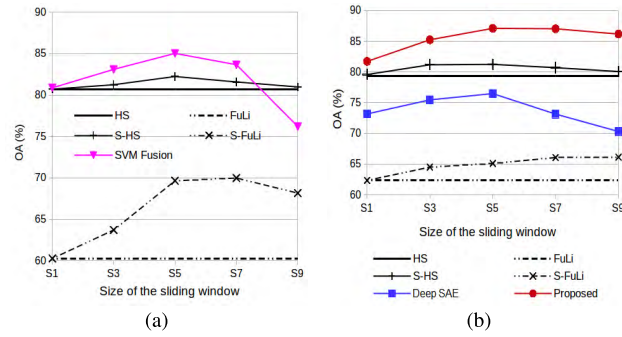 90
85
80
75
70
65
60
OA (%)
HS
FuLi
S-HS
S-FuLi
SVM Fusion
S1
S3
S5
S7
S9
Size of the sliding window
(a)
90
85
80
75
70
65
60
OA (%)
S1
S3
S5
S7
S9
Size of the sliding window
HS
FuLi
S-HS
S-FuLi
Deep SAE
Proposed
(b)